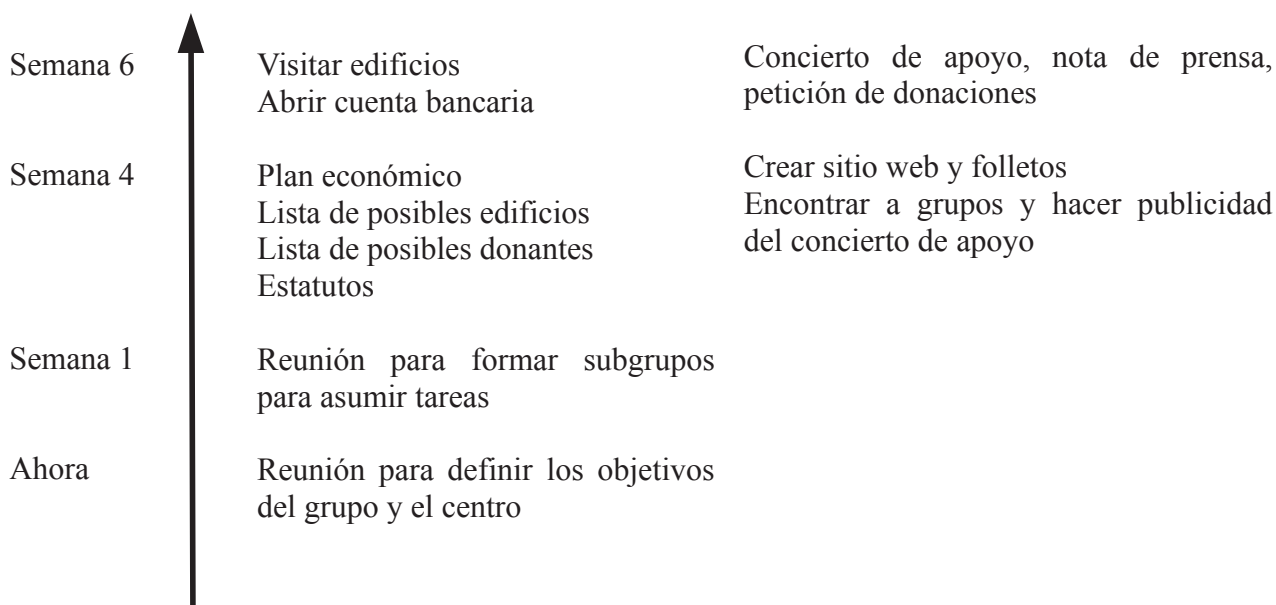 Semana 6
Visitar edificios
Abrir cuenta bancaria
Concierto de apoyo, nota de prensa,
petición de donaciones
Semana 4
Plan económico
Lista de posibles edificios
Lista de posibles donantes
Estatutos
Crear sitio web y folletos
Encontrar a grupos y hacer publicidad
del concierto de apoyo
Semana 1
Reunión para formar subgrupos
para asumir tareas
Ahora
Reunión para definir los objetivos
del grupo y el centro